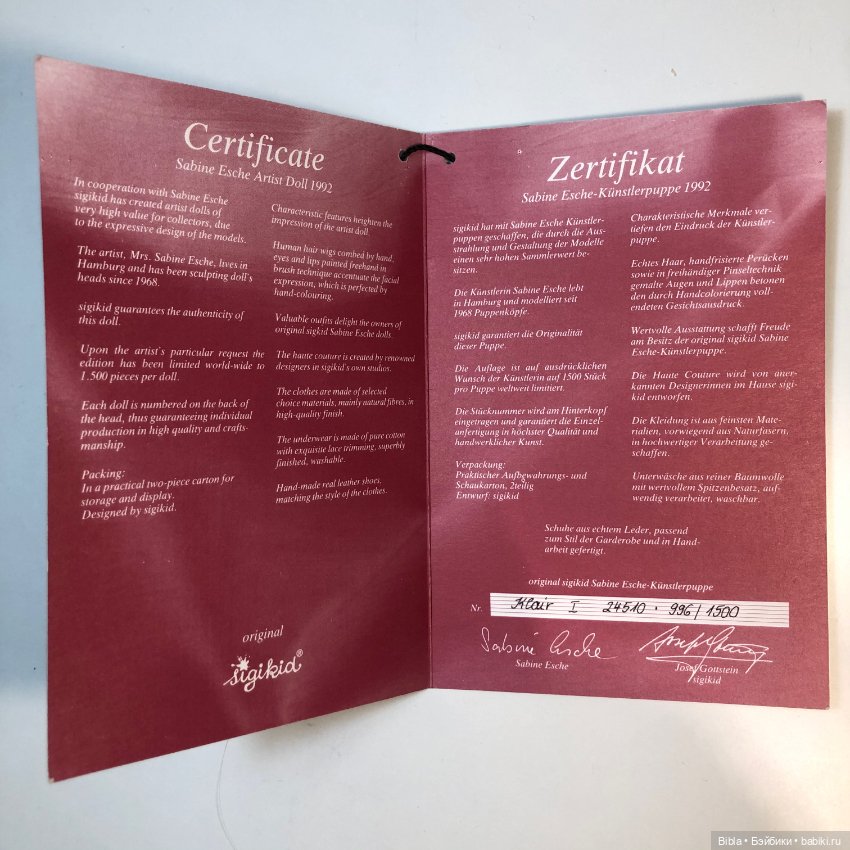 Certificate
Sabine Esche Artist Doll 1992
In cooperation with Sabine Esche
sigikid has created artist dolls of
very high value for collectors, due
to the expressive design of the models.
The artist, Mrs. Sabine Esche, lives in
Hamburg and has been sculpting doll's
heads since 1968.
sigikid guarantees the authenticity of
this doll.
Upon the artist's particular request the
edition has been limited world-wide to
1.500 pieces per doll.
Each doll is numbered on the back of
the head, thus guaranteeing individual
production in high quality and crafts-
manship.
Packing:
In a practical two-piece carton for
storage and display.
Designed by sigikid.
Characteristic features heighten the
impression of the artist doll.
Human hair wigs combed by hand,
eyes and lips painted freehand in
brush technique accentuate the facial
expression, which is perfected by
hand-colouring.
Valuable outfits delight the owners of
original sigkid Sabine Esche dolls.
The haute couture is created by renowned
designers in sigikid's own studios.
The clothes are made of selected
choice materials, mainly natural fibres, in
high-quality finish.
The underwear is made of pure cotton
with exquisite lace trimming, superbly
finished, washable.
Hand-made real leather shoes,
matching the style of the clothes.
original
sigikid®
Zertifikat
Sabine Esche-Künstlerpuppe 1992
sigikid hat mit Sabine Esche Künstler-
puppen geschaffen, die durch die Aus-
strahlung und Gestaltung der Modelle
einen sehr hohen Sammlerwert be-
sitzen.
Die Künstlerin Sabine Esche lebt
in Hamburg und modelliert seit
1968 Puppenköpfe.
sigikid garantiert die Originalität
dieser Puppe.
Die Auflage ist auf ausdrücklichen
Wunsch der Künstlerin auf 1500 Stück
pro Puppe weltweit limitiert.
Die Stücknummer wird am Hinterkopf
eingetragen und garantiert die Einzel-
anfertigung in höchster Qualität und
handwerklicher Kunst.
Verpackung:
Praktischer Aufbewahrungs- und
Schaukarton, 2teilig
Entwurf: sigikid
Charakteristische Merkmale ver-
tiefen den Eindruck der Künstler-
puppe.
Echtes Haar, handfrisierte Perücken
sowie in freihändiger Pinseltechnik
gemalte Augen und Lippen betonen
den durch Handcolorierung voll-
endeten Gesichtsausdruck.
Wertvolle Ausstattung schafft Freude
am Besitz der original sigikid Sabine
Esche-Künstlerpuppe.
Die Haute Couture wird von aner-
kannten Designerinnen im Hause sigi-
kid entworfen.
Die Kleidung ist aus feinsten Mate-
rialien, vorwiegend aus Naturfasern,
in hochwertiger Verarbeitung ge-
schaffen.
Unterwäsche aus reiner Baumwolle
mit wertvollem Spitzenbesatz, auf-
wendig verarbeitet, waschbar.
Schuhe aus echtem Leder, passend
zum Stil der Garderobe und in Hand-
arbeit gefertigt.
original sigikid Sabine Esche-Künstlerpuppe
Nr. Klair I 24510 · 996/1500
Sabine Esche
Sabine Esche
Josef Gottstein
sigikid
Bibla • Бэйбики • babiki.ru